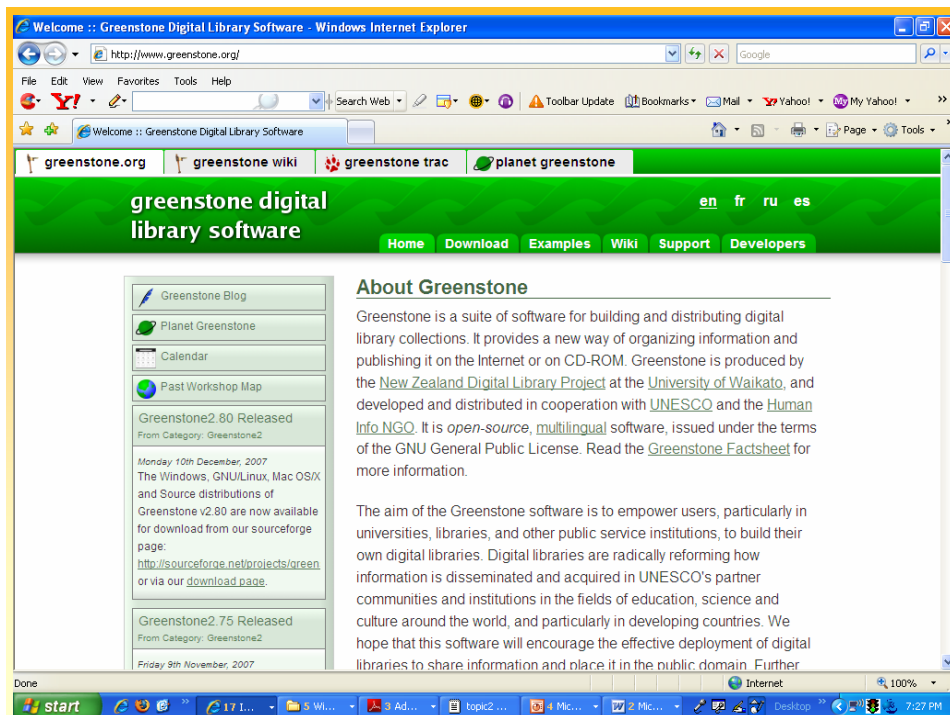 Welcome :: Greenstone Digital Library Software - Windows Internet Explorer
http://www.greenstone.org/
Google
File Edit View Favorites Tools Help
Y! Search Web Toolbar Update Bookmarks Mail Yahoo! My Yahoo! »
Welcome :: Greenstone Digital Library Software
Page Tools
greenstone.org greenstone wiki greenstone trac planet greenstone
greenstone digital
library software
en fr ru es
Home Download Examples Wiki Support Developers
Greenstone Blog
Planet Greenstone
Calendar
Past Workshop Map
Greenstone2.80 Released
From Category: Greenstone2
Monday 10th December, 2007
The Windows, GNU/Linux, Mac OS/X
and Source distributions of
Greenstone v2.80 are now available
for download from our sourceforge
page:
http://sourceforge.net/projects/green
or via our download page.
Greenstone2.75 Released
From Category: Greenstone2
Friday 9th November, 2007
About Greenstone
Greenstone is a suite of software for building and distributing digital
library collections. It provides a new way of organizing information and
publishing it on the Internet or on CD-ROM. Greenstone is produced by
the New Zealand Digital Library Project at the University of Waikato, and
developed and distributed in cooperation with UNESCO and the Human
Info NGO. It is open-source, multilingual software, issued under the terms
of the GNU General Public License. Read the Greenstone Factsheet for
more information.
The aim of the Greenstone software is to empower users, particularly in
universities, libraries, and other public service institutions, to build their
own digital libraries. Digital libraries are radically reforming how
information is disseminated and acquired in UNESCO's partner
communities and institutions in the fields of education, science and
culture around the world, and particularly in developing countries. We
hope that this software will encourage the effective deployment of digital
libraries to share information and place it in the public domain. Further
Done Internet 100%
start » 17 I... 5 Wi... 3 Ad... topic2 ... 4 Mic... 2 Mic... Desktop » 7:27 PM